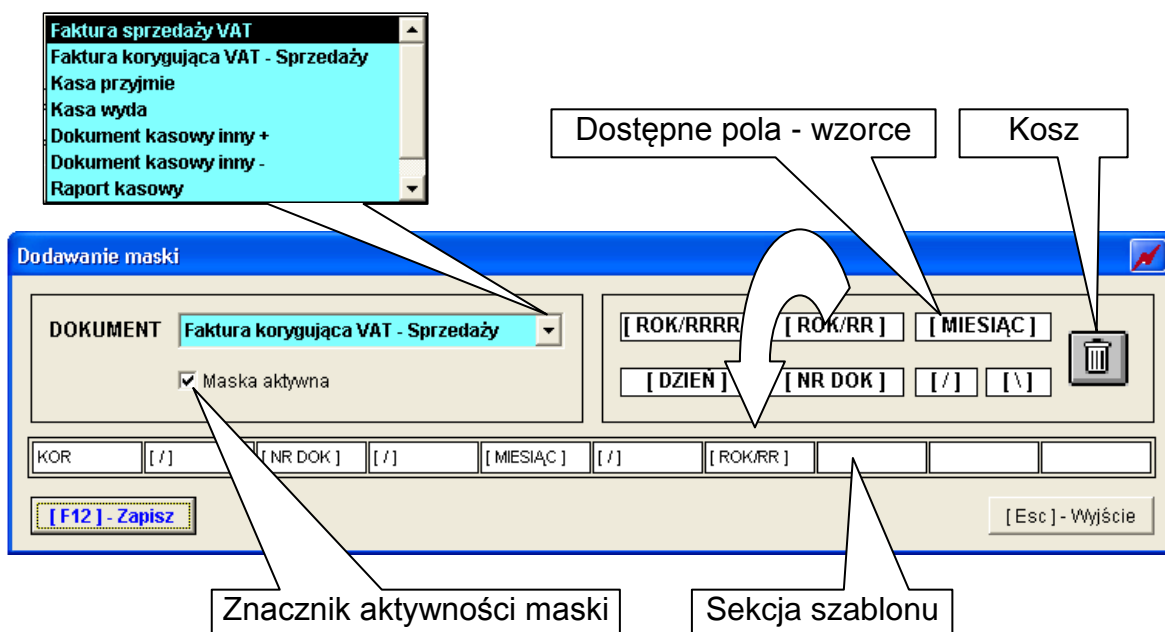 Faktura sprzedaży VAT
Faktura korygująca VAT - Sprzedaży
Kasa przyjmie
Kasa wyda
Dokument kasowy inny +
Dokument kasowy inny -
Raport kasowy
Dostępne pola - wzorce
Kosz
Dodawanie maski
DOKUMENT Faktura korygująca VAT - Sprzedaży
Maska aktywna
[ ROK/RRRR [ ROK/RR ] [ MIESIĄC ]
[ DZIEŃ ] [ NR DOK ] [ / ] [ \ ]
KOR [ / ] [ NR DOK ] [ / ] [ MIESIĄC ] [ / ] [ ROK/RR ]
[ F12 ] - Zapisz [ Esc ] - Wyjście
Znacznik aktywności maski
Sekcja szablonu